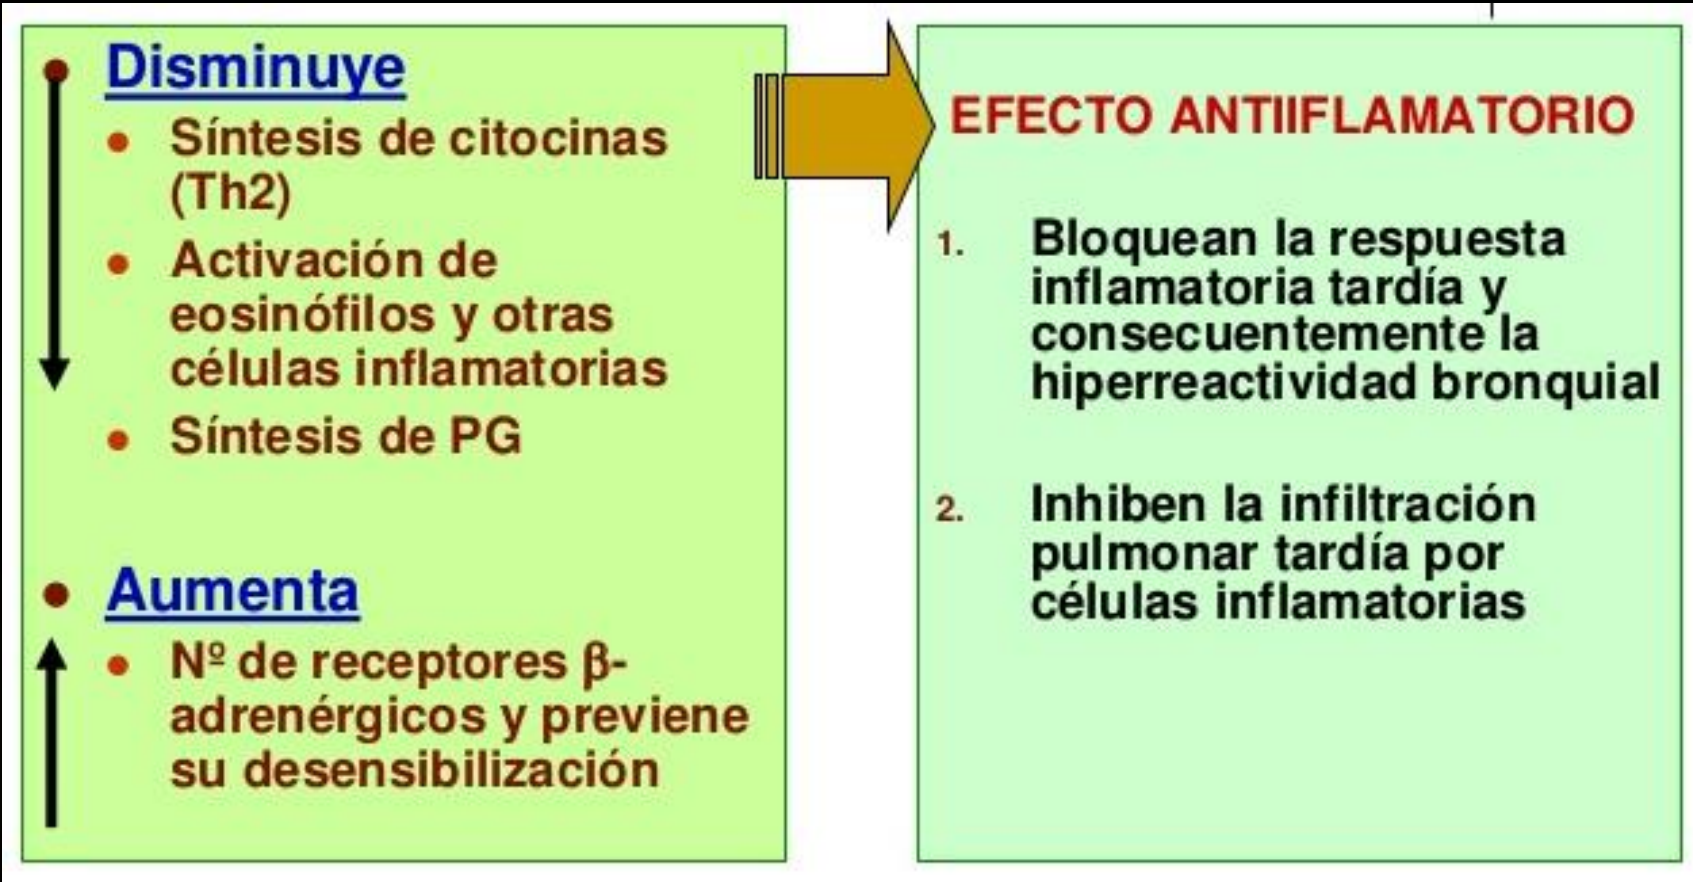 Disminuye
Síntesis de citocinas
(Th2)
Activación de
eosinófilos y otras
células inflamatorias
Síntesis de PG
Aumenta
Nº de receptores β-
adrenérgicos y previene
su desensibilización
EFECTO ANTIIFLAMATORIO
1. Bloquean la respuesta
inflamatoria tardía y
consecuentemente la
hiperreactividad bronquial
2. Inhiben la infiltración
pulmonar tardía por
células inflamatorias